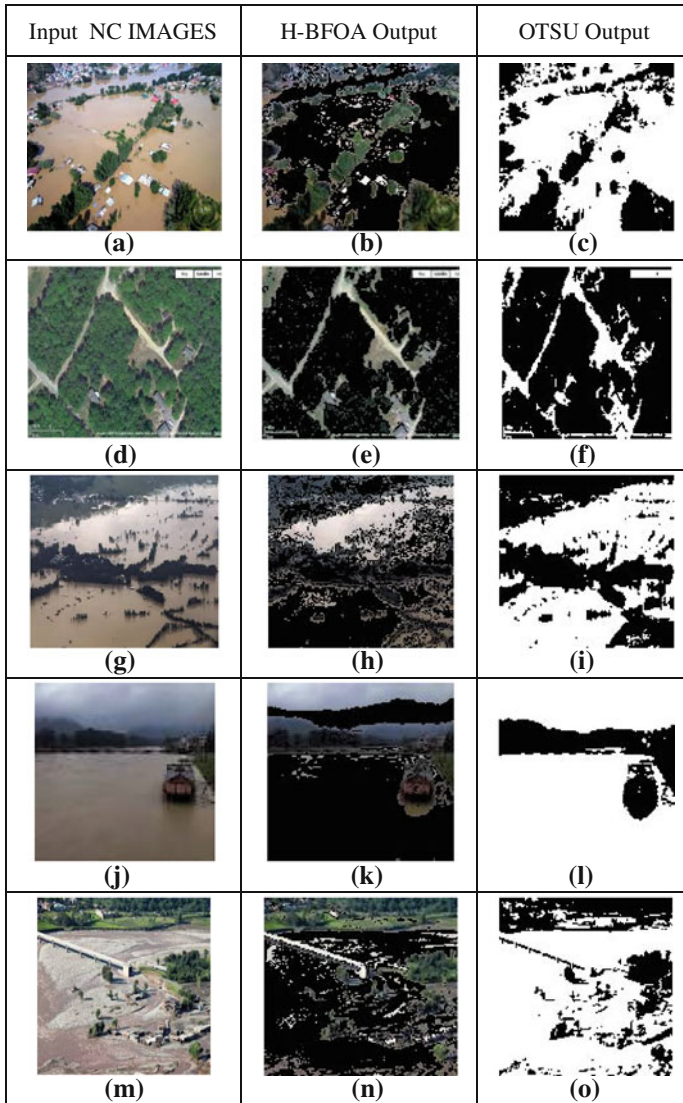 Input NC IMAGES H-BFOA Output OTSU Output
(a) (b) (c)
(d) (e) (f)
(g) (h) (i)
(j) (k) (l)
(m) (n) (o)